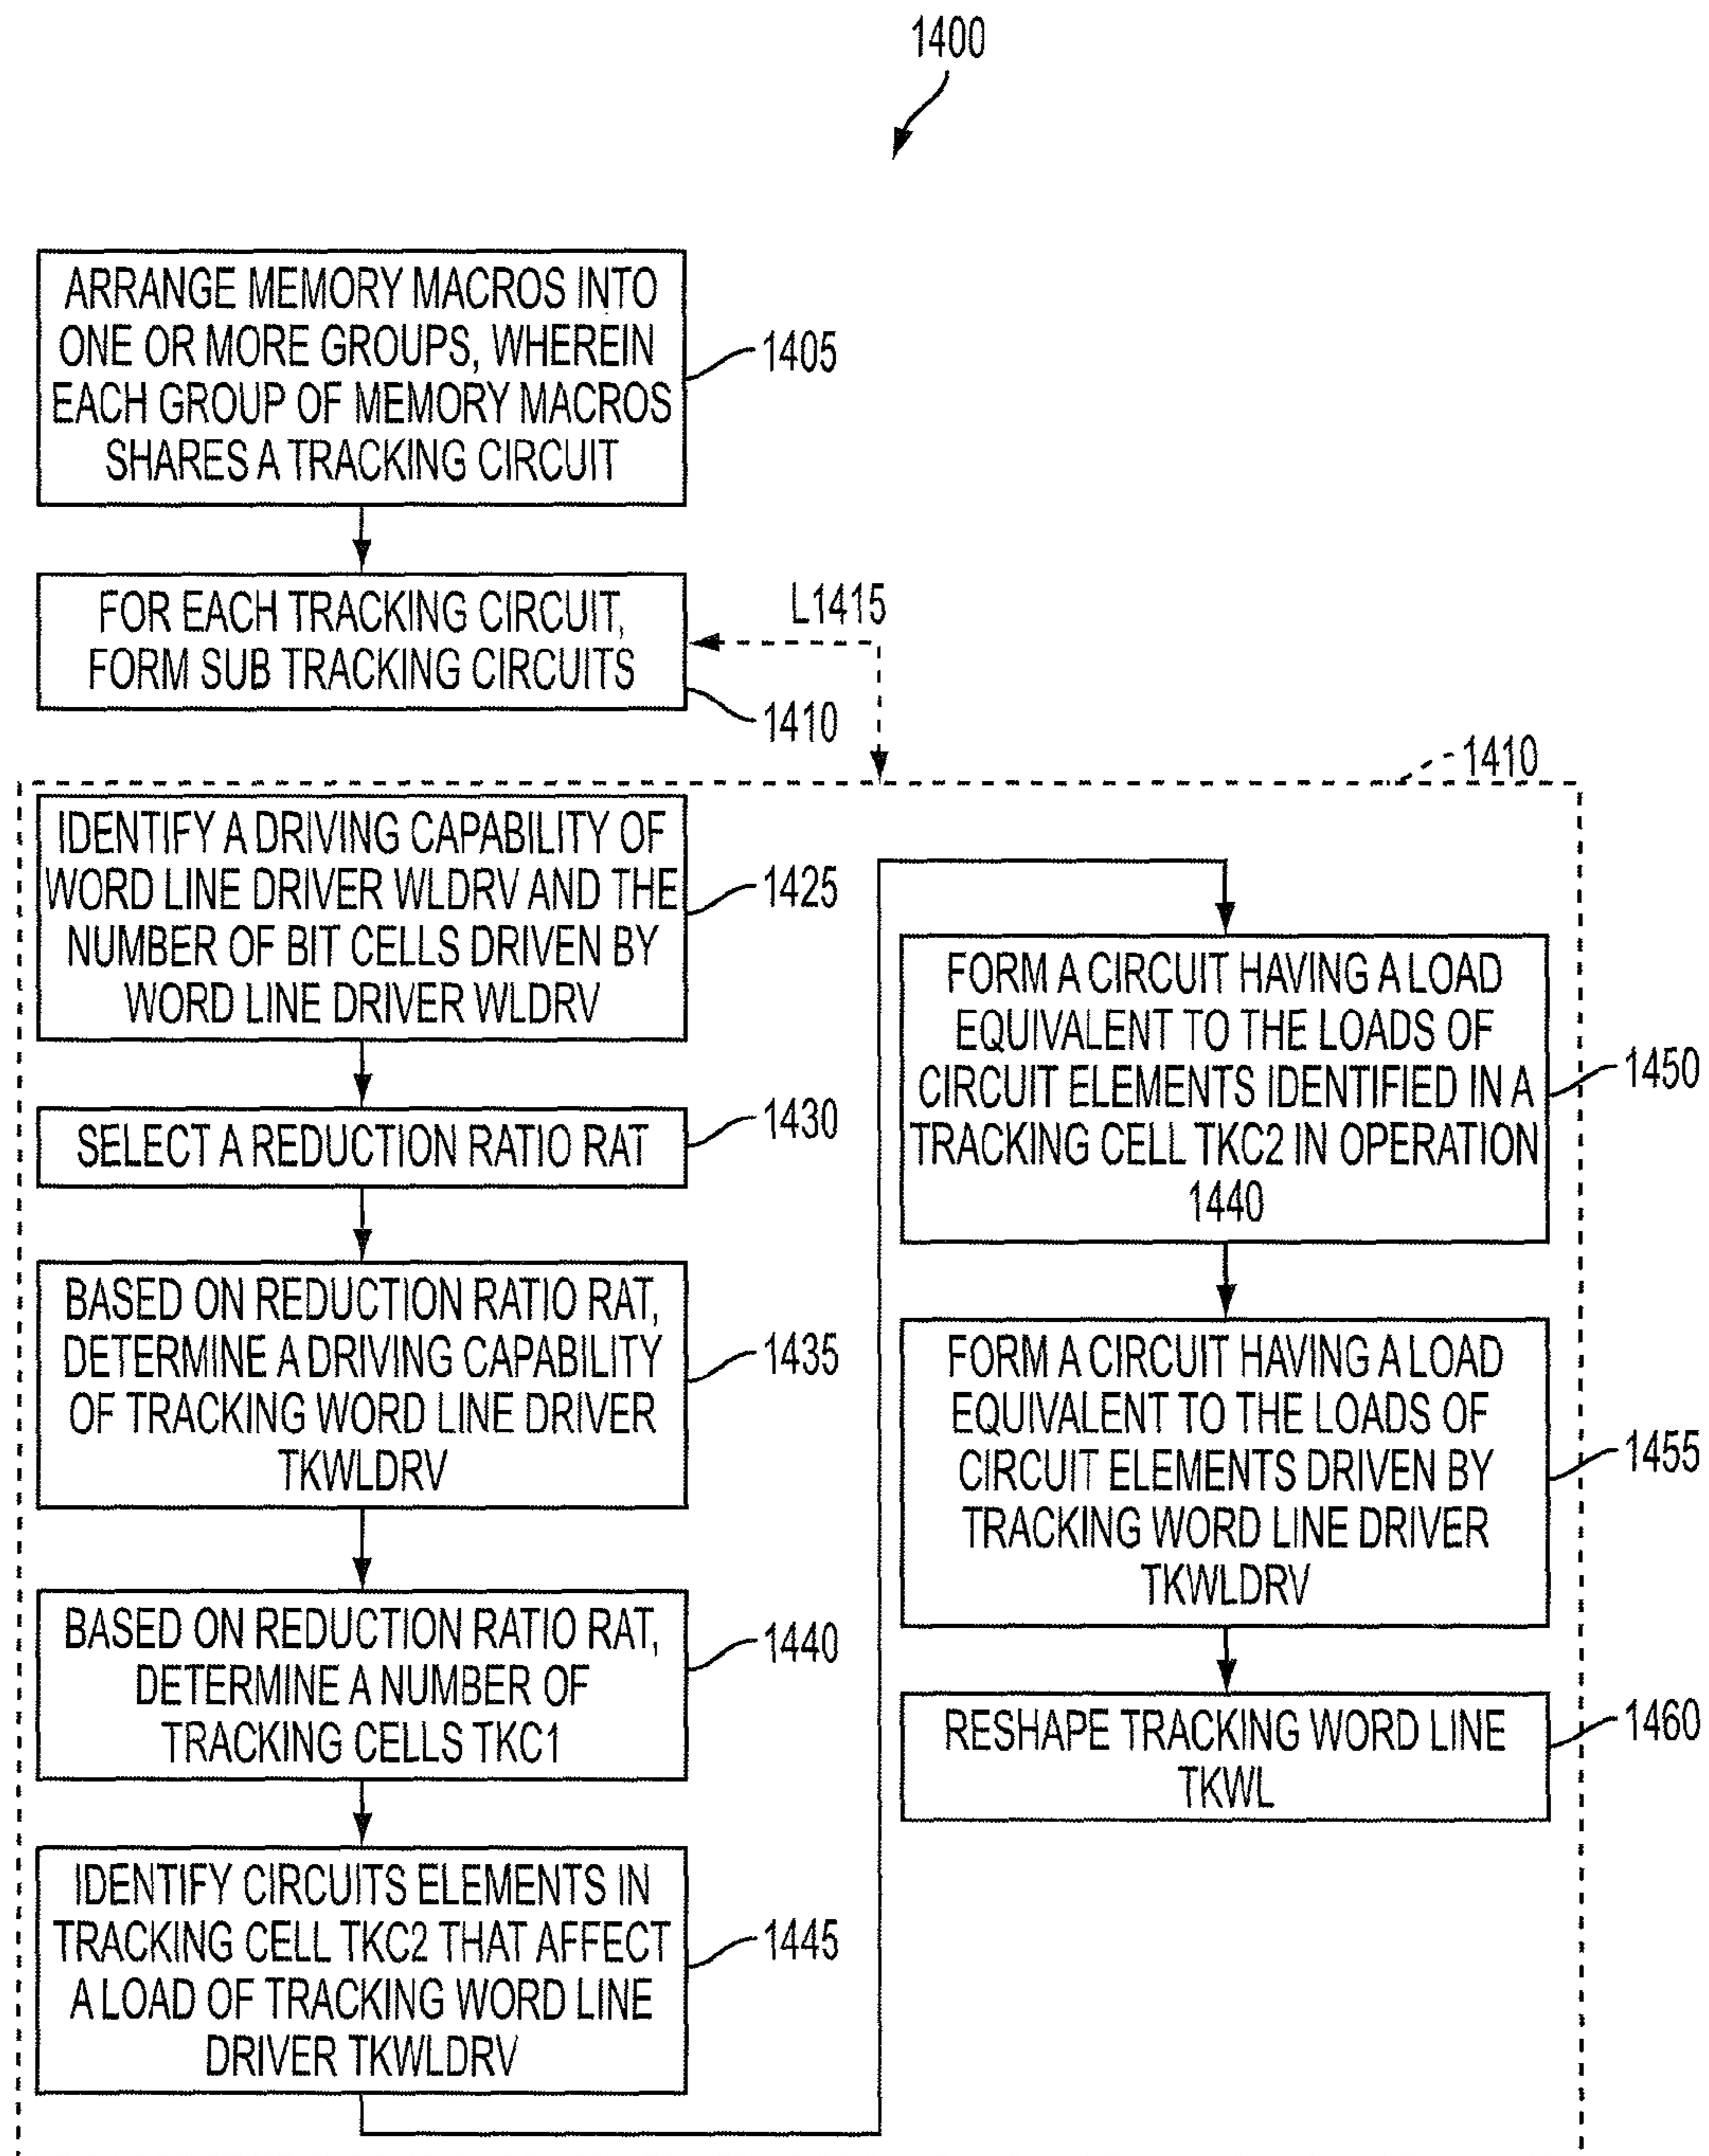 1400
ARRANGE MEMORY MACROS INTO
ONE OR MORE GROUPS, WHEREIN
EACH GROUP OF MEMORY MACROS
SHARES A TRACKING CIRCUIT
1405
FOR EACH TRACKING CIRCUIT,
FORM SUB TRACKING CIRCUITS
1410
L1415
1410
IDENTIFY A DRIVING CAPABILITY OF
WORD LINE DRIVER WLDRV AND THE
NUMBER OF BIT CELLS DRIVEN BY
WORD LINE DRIVER WLDRV
1425
SELECT A REDUCTION RATIO RAT
1430
BASED ON REDUCTION RATIO RAT,
DETERMINE A DRIVING CAPABILITY
OF TRACKING WORD LINE DRIVER
TKWLDRV
1435
BASED ON REDUCTION RATIO RAT,
DETERMINE A NUMBER OF
TRACKING CELLS TKC1
1440
IDENTIFY CIRCUITS ELEMENTS IN
TRACKING CELL TKC2 THAT AFFECT
A LOAD OF TRACKING WORD LINE
DRIVER TKWLDRV
1445
FORM A CIRCUIT HAVING A LOAD
EQUIVALENT TO THE LOADS OF
CIRCUIT ELEMENTS IDENTIFIED IN A
TRACKING CELL TKC2 IN OPERATION
1440
1450
FORM A CIRCUIT HAVING A LOAD
EQUIVALENT TO THE LOADS OF
CIRCUIT ELEMENTS DRIVEN BY
TRACKING WORD LINE DRIVER
TKWLDRV
1455
RESHAPE TRACKING WORD LINE
TKWL
1460